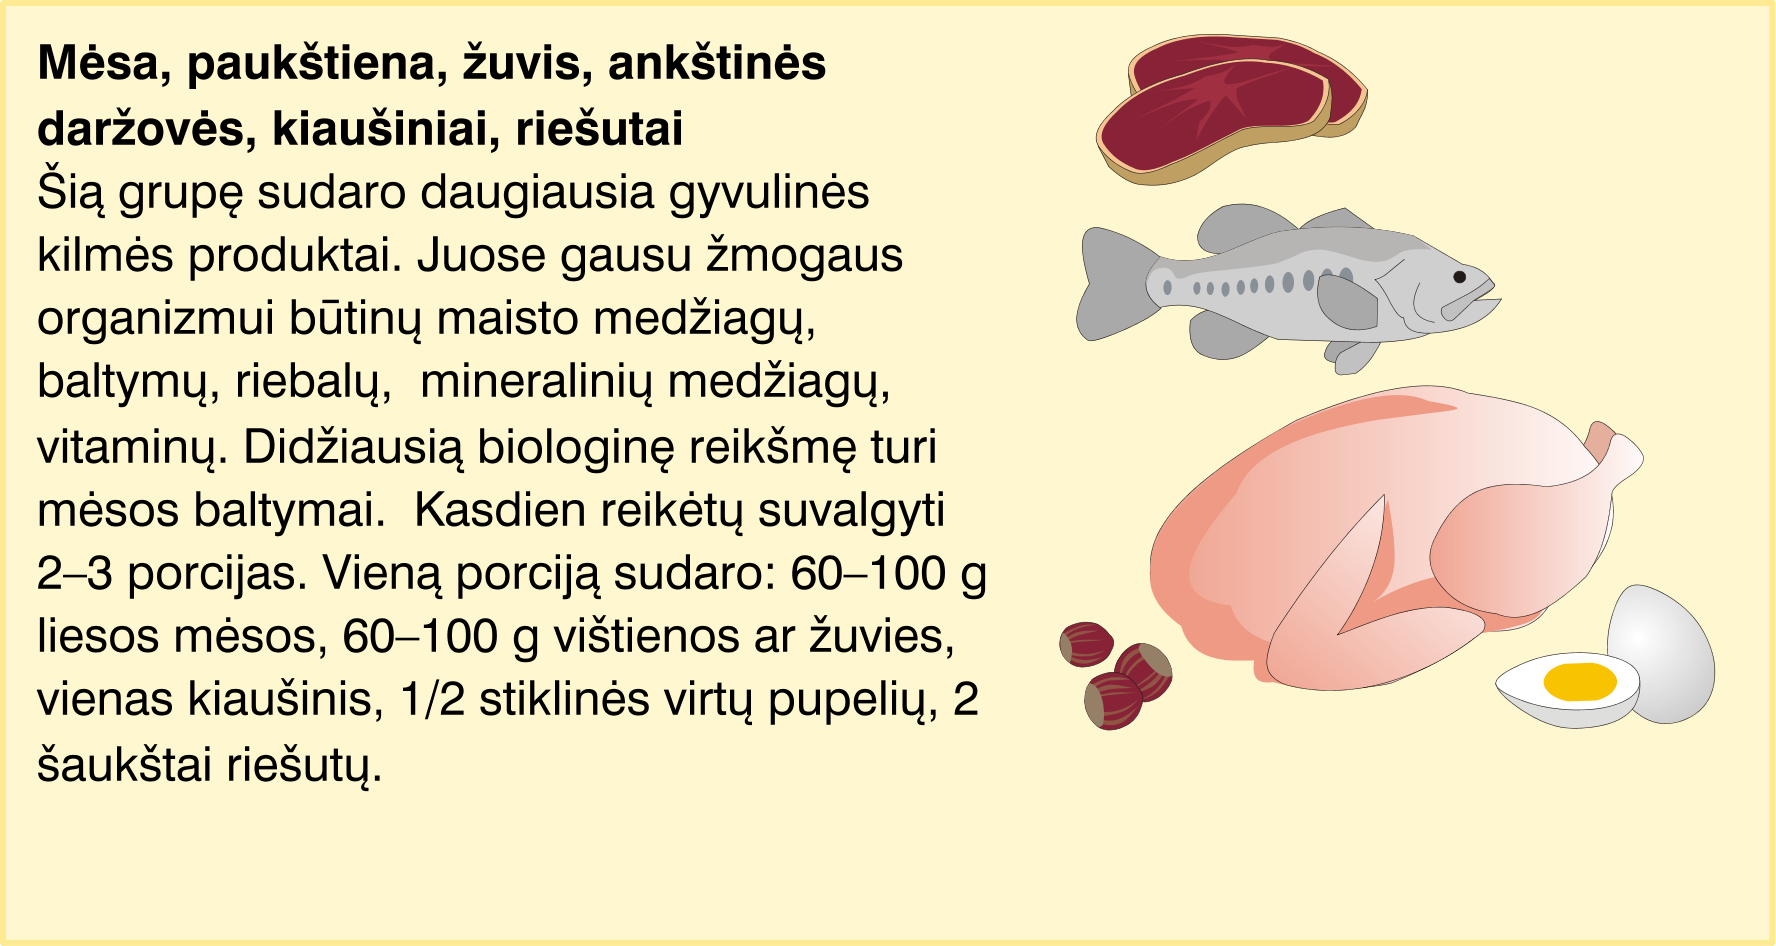 Mėsa, paukštiena, žuvis, ankštinės
daržovės, kiaušiniai, riešutai
Šią grupę sudaro daugiausia gyvulinės
kilmės produktai. Juose gausu žmogaus
organizmui būtinų maisto medžiagų,
baltymų, riebalų,  mineralinių medžiagų,
vitaminų. Didžiausią biologinę reikšmę turi
mėsos baltymai.  Kasdien reikėtų suvalgyti
2–3 porcijas. Vieną porciją sudaro: 60–100 g
liesos mėsos, 60–100 g vištienos ar žuvies,
vienas kiaušinis, 1/2 stiklinės virtų pupelių, 2
šaukštai riešutų.